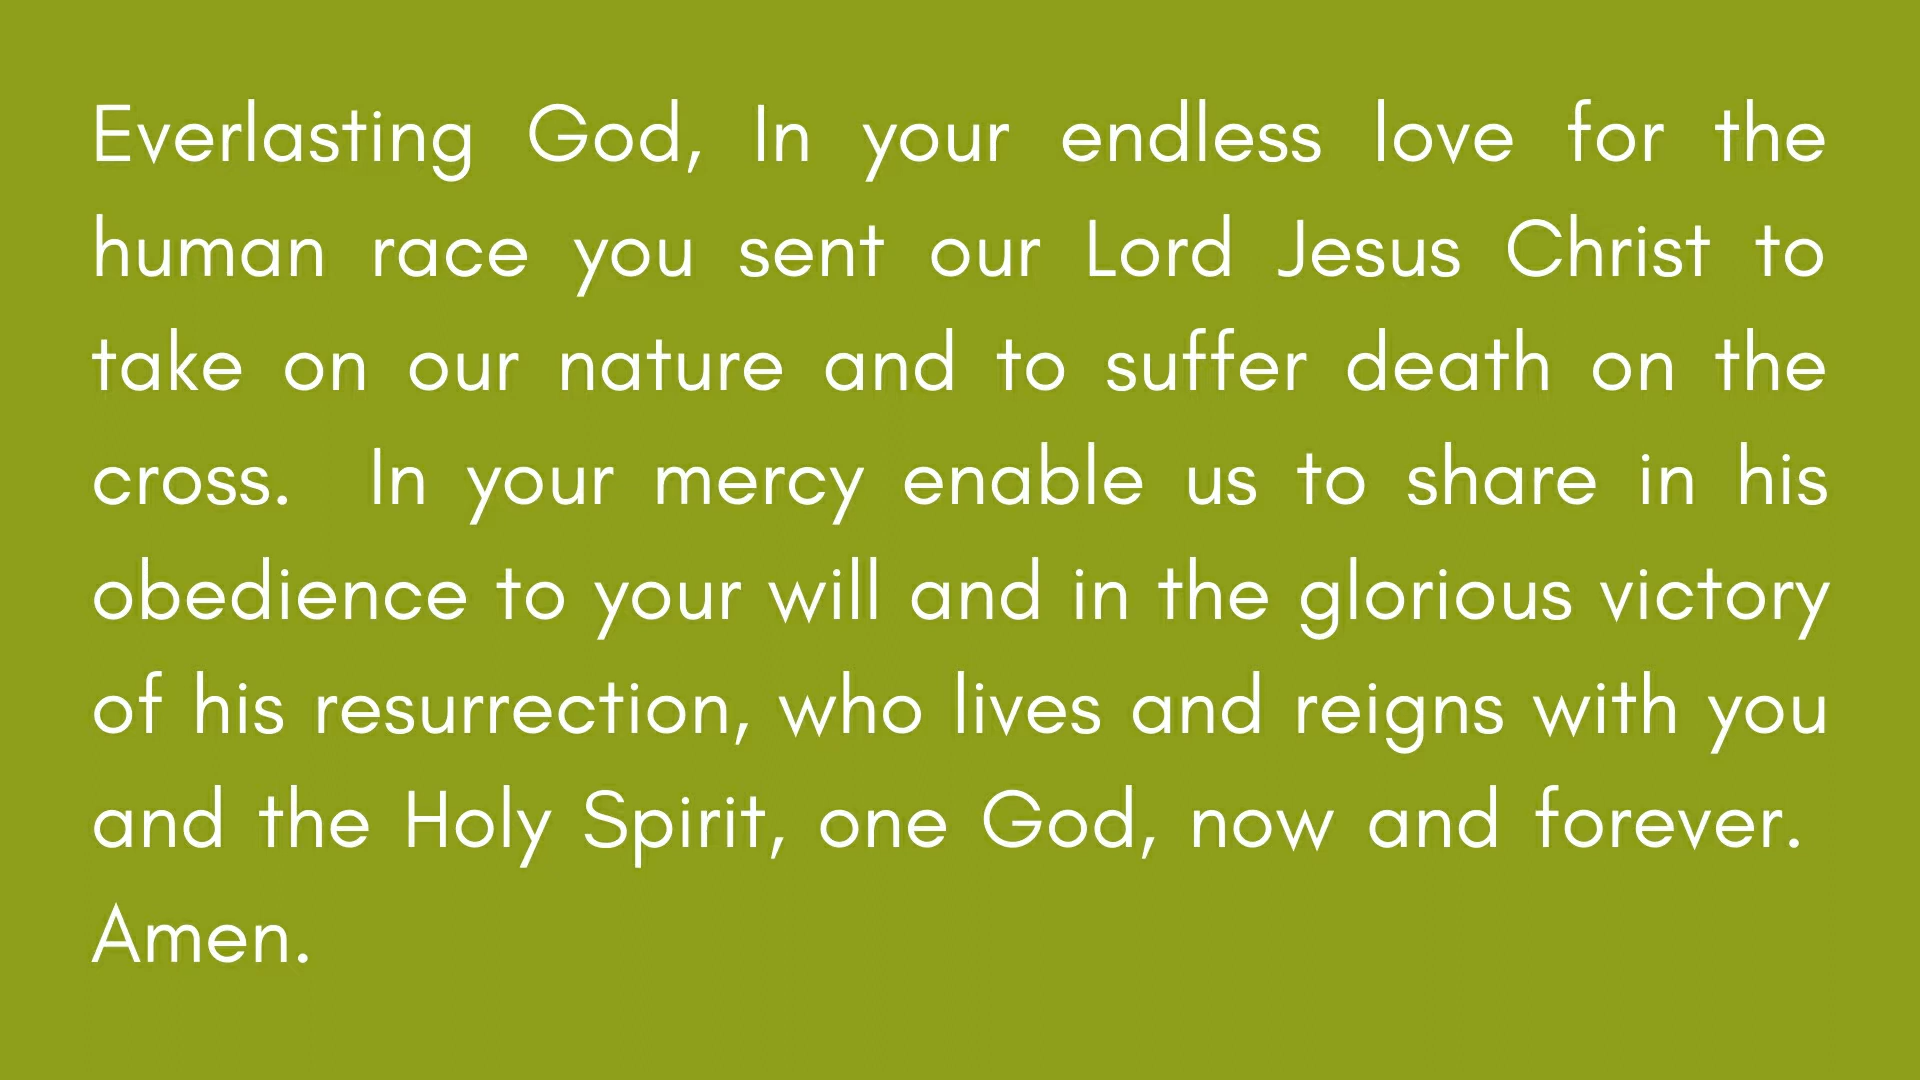 Everlasting God, In your endless love for the
human race you sent our Lord Jesus Christ to
take on our nature and to suffer death on the
cross.  In your mercy enable us to share in his
obedience to your will and in the glorious victory
of his resurrection, who lives and reigns with you
and the Holy Spirit, one God, now and forever.
Amen.